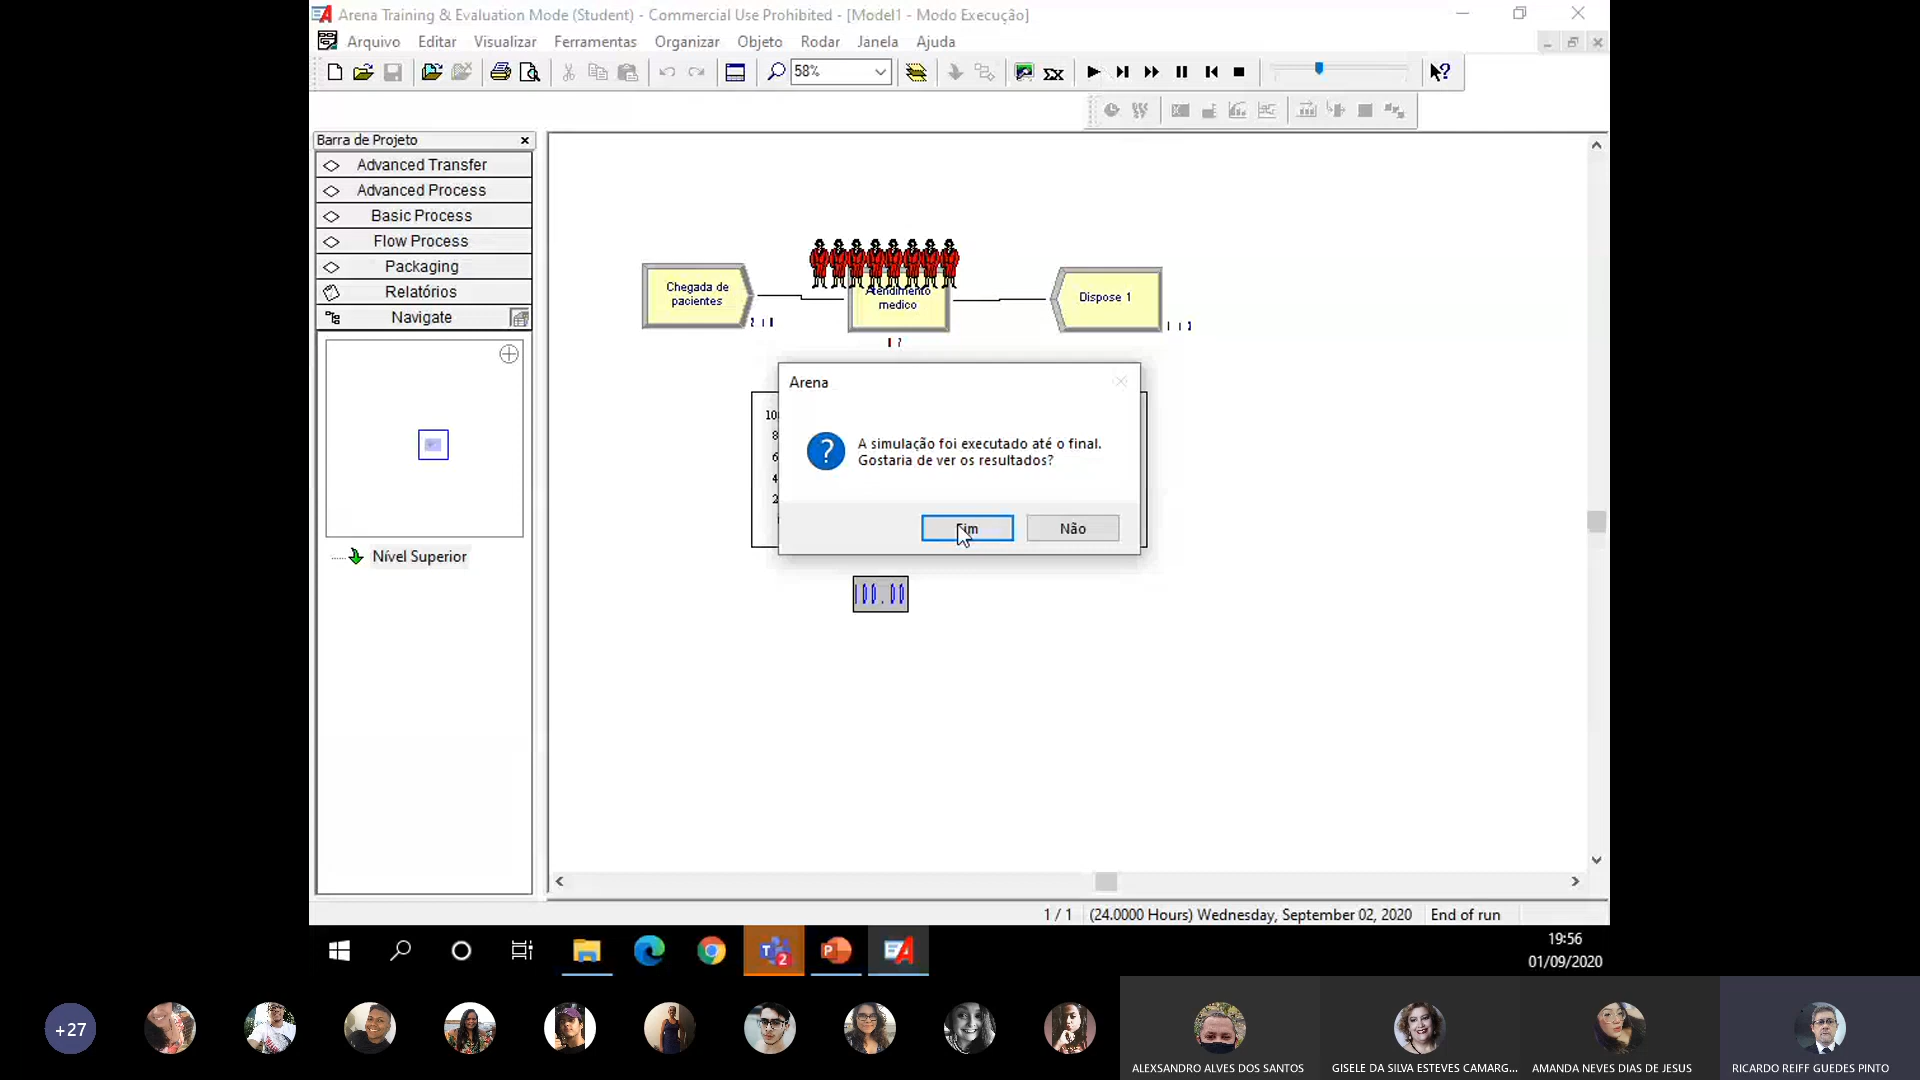 Arena Training & Evaluation Mode (Student) - Commercial Use Prohibited - [Model1 - Modo Execução]
Arquivo Editar Visualizar Ferramentas Organizar Objeto Rodar Janela Ajuda
58%
Barra de Projeto
Advanced Transfer
Advanced Process
Basic Process
Flow Process
Packaging
Relatórios
Navigate
Nível Superior
Chegada de
pacientes
Atendimento
medico
Dispose 1
Arena
A simulação foi executado até o final.
Gostaria de ver os resultados?
Sim Não
100.00
1 / 1 (24.0000 Hours) Wednesday, September 02, 2020 End of run
19:56
01/09/2020
+27
ALEXSANDRO ALVES DOS SANTOS
GISELE DA SILVA ESTEVES CAMARG...
AMANDA NEVES DIAS DE JESUS
RICARDO REIFF GUEDES PINTO